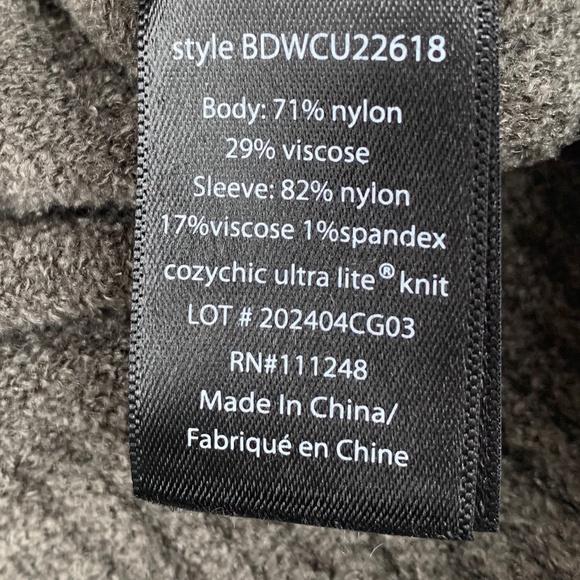 style BDWCU22618
Body: 71% nylon
29% viscose
Sleeve: 82% nylon
17%viscose 1%spandex
cozychic ultra lite® knit
LOT # 202404CG03
RN#111248
Made In China/
Fabriqué en Chine